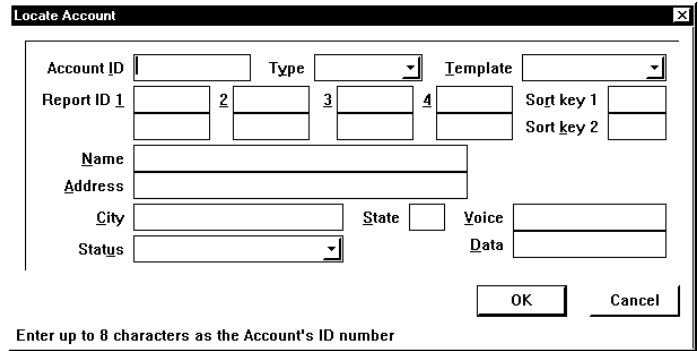 Locate Account
Account ID Type Template
Report ID 1 2 3 4 Sort key 1
Sort key 2
Name
Address
City State Voice
Status Data
OK Cancel
Enter up to 8 characters as the Account's ID number